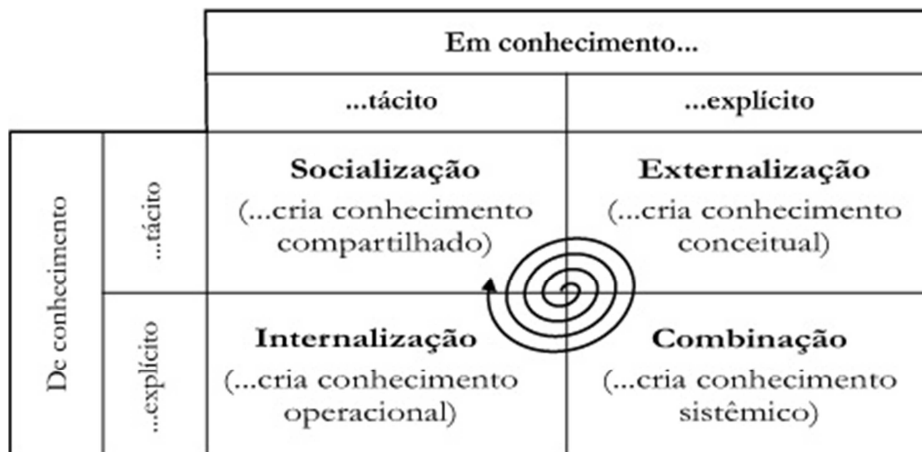 Em conhecimento...
...tácito
...explícito
De conhecimento
...tácito
Socialização
(...cria conhecimento
compartilhado)
Externalização
(...cria conhecimento
conceitual)
...explícito
Internalização
(...cria conhecimento
operacional)
Combinação
(...cria conhecimento
sistêmico)